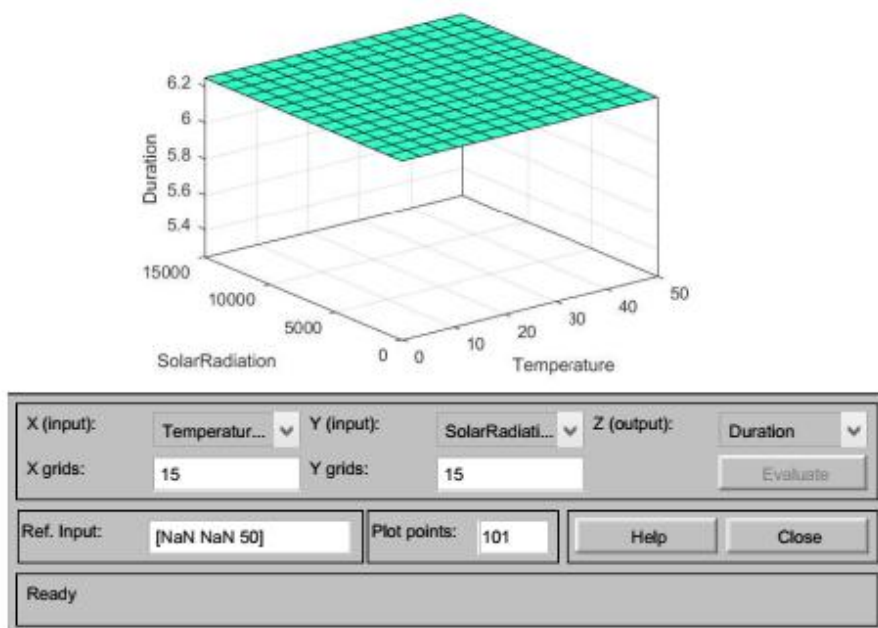 6.2
6
5.8
5.6
5.4
Duration
15000
10000
5000
0
SolarRadiation
0
10
20
30
40
50
Temperature
X (input): Temperatur... Y (input): SolarRadiati... Z (output): Duration
X grids: 15 Y grids: 15 Evaluate
Ref. Input: [NaN NaN 50] Plot points: 101 Help Close
Ready